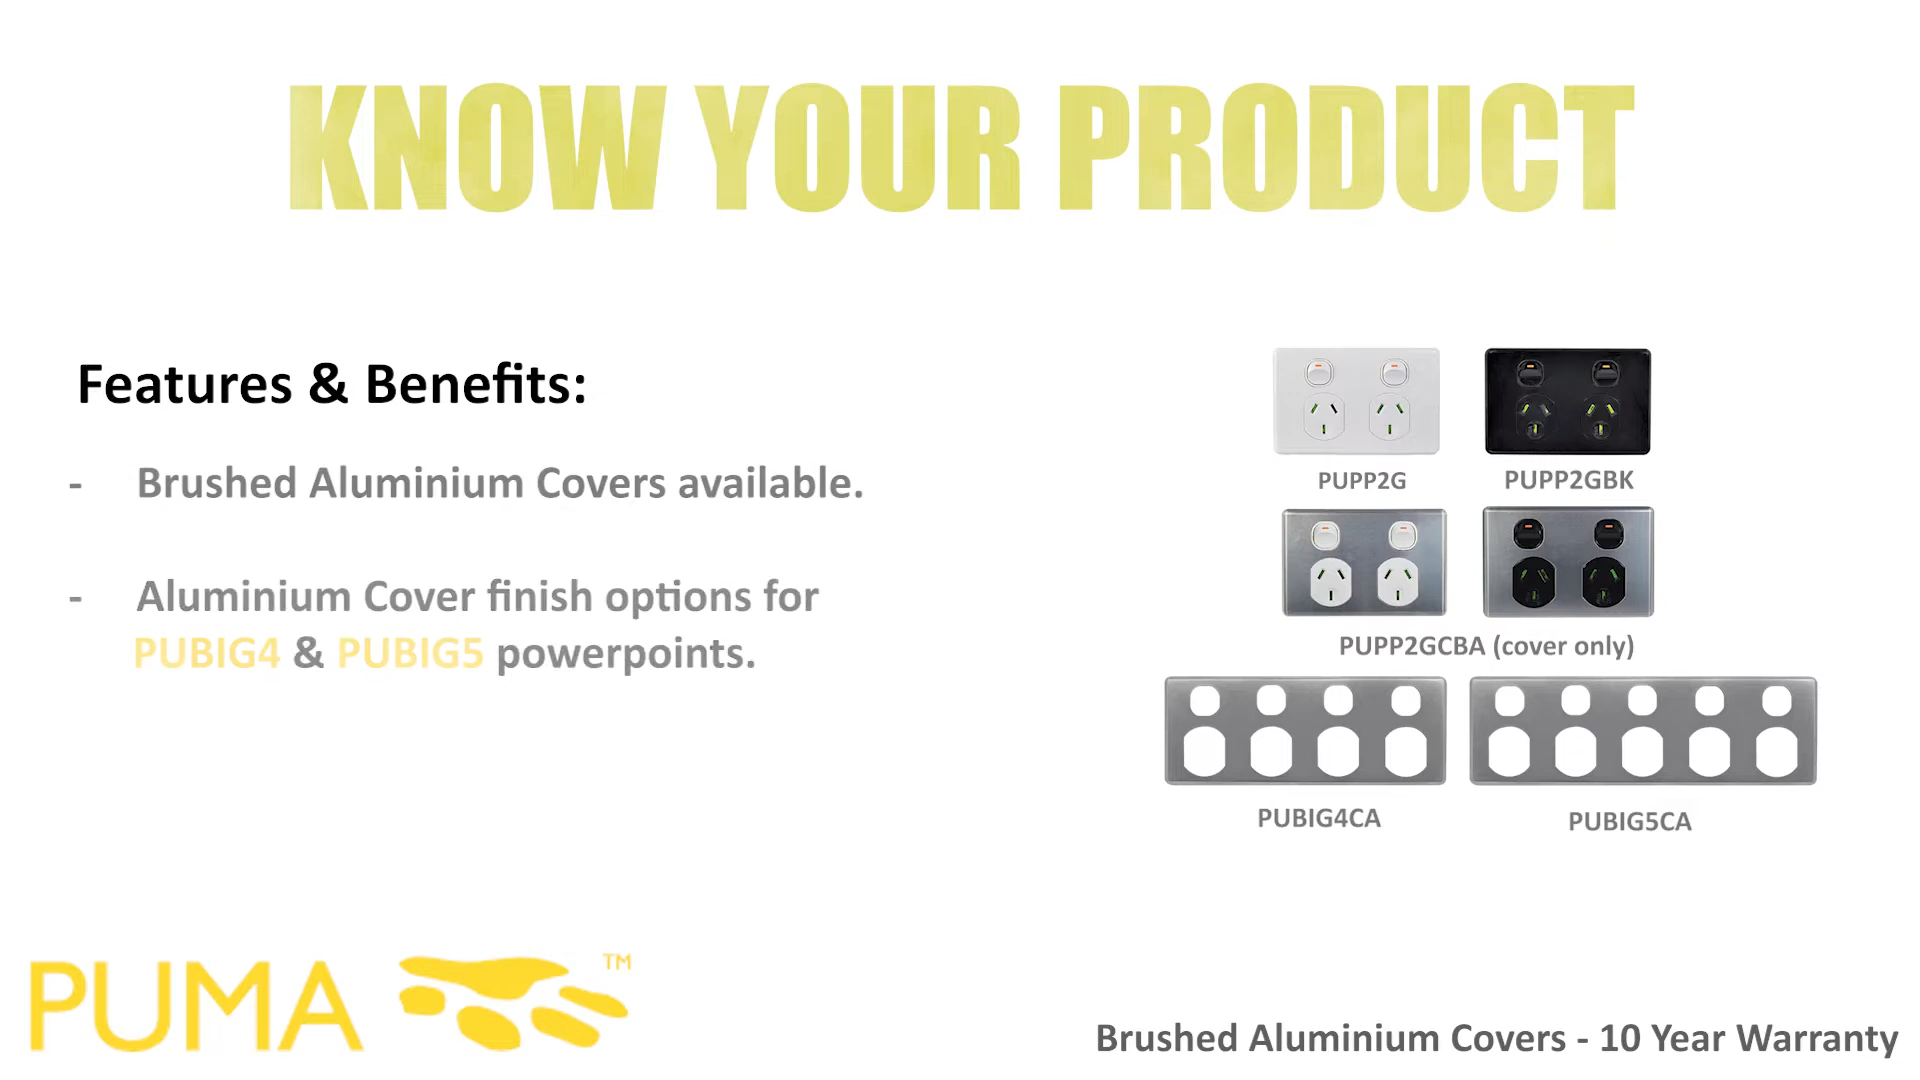 KNOW YOUR PRODUCT
Features & Benefits:
- Brushed Aluminium Covers available.
- Aluminium Cover finish options for
PUBIG4 & PUBIG5 powerpoints.
PUPP2G PUPP2GBK
PUPP2GCBA (cover only)
PUBIG4CA PUBIG5CA
PUMA ™
Brushed Aluminium Covers - 10 Year Warranty